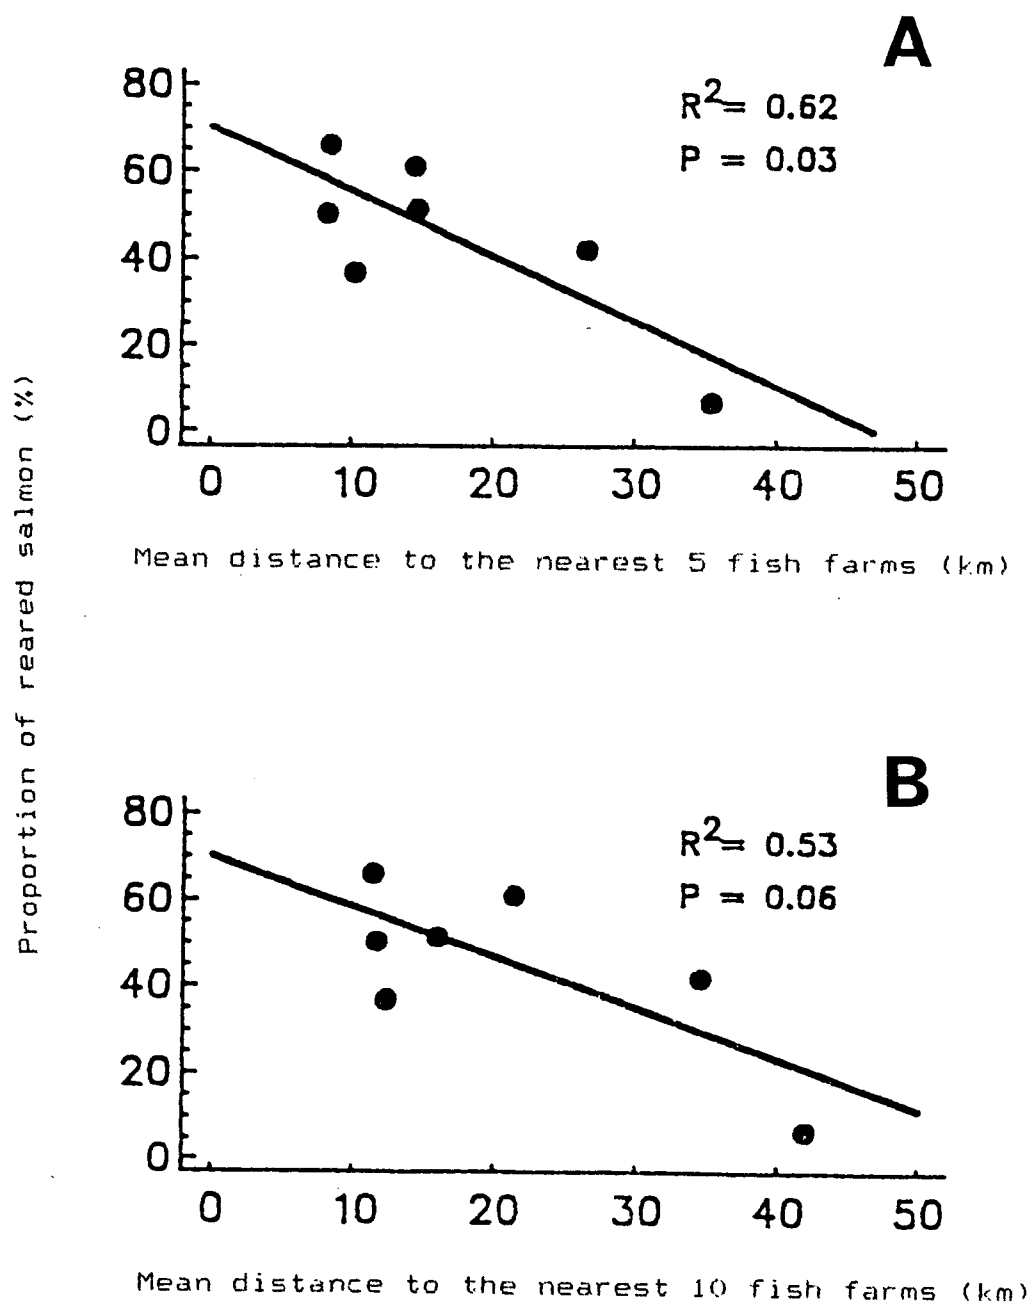 A
80
60
40
20
0
R²= 0.62
P = 0.03
0 10 20 30 40 50
Mean distance to the nearest 5 fish farms (km)
Proportion of reared salmon (%)
B
80
60
40
20
0
R²= 0.53
P = 0.06
0 10 20 30 40 50
Mean distance to the nearest 10 fish farms (km)